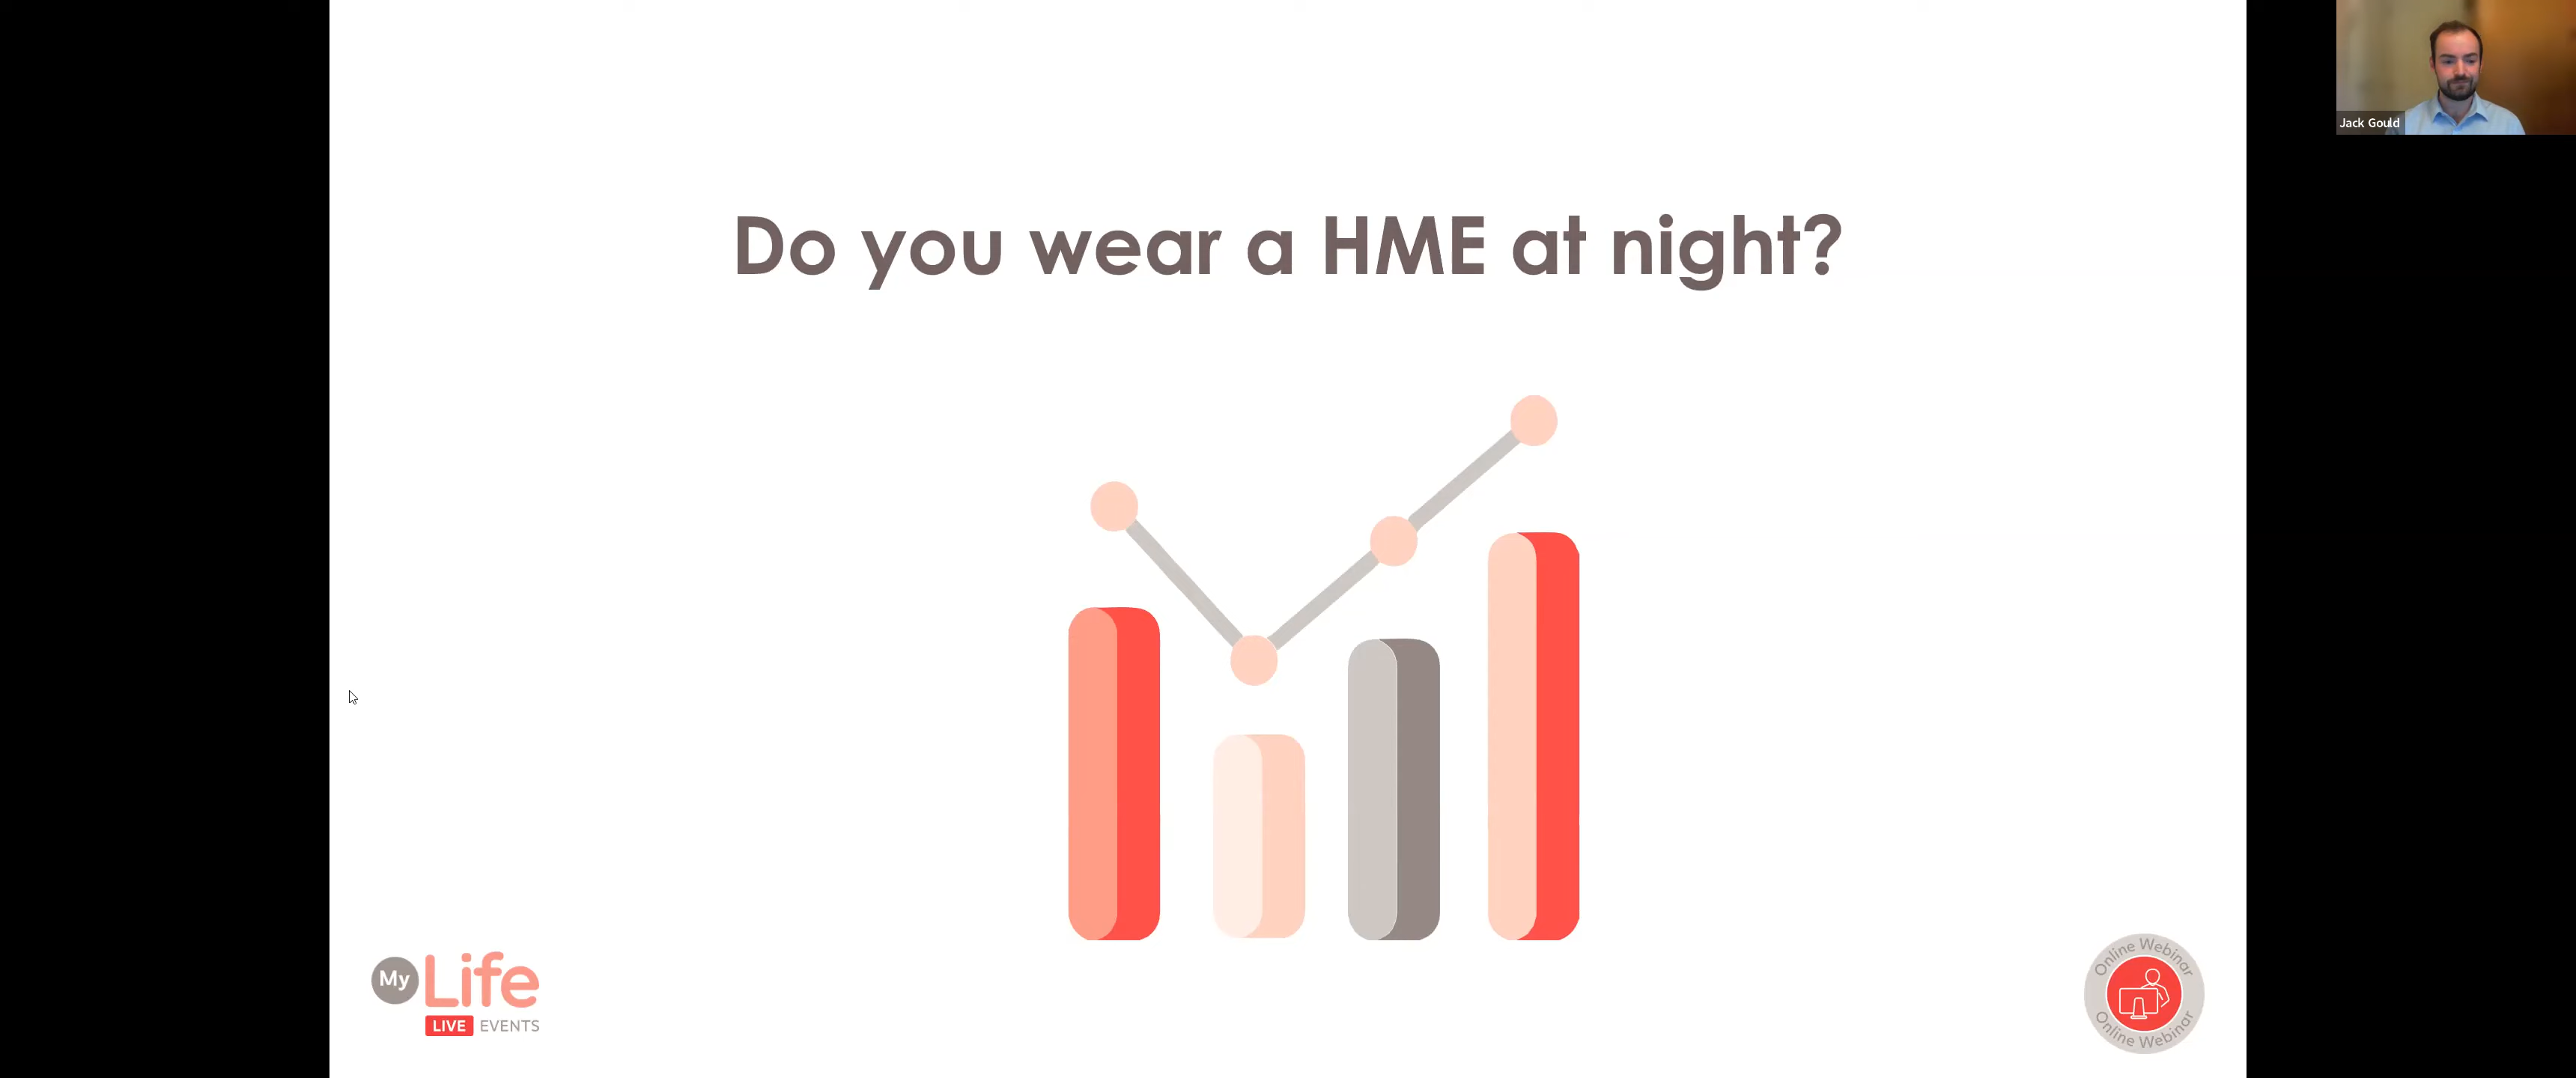 Jack Gould
Do you wear a HME at night?
My Life
LIVE EVENTS
Online Webinar
Online Webinar